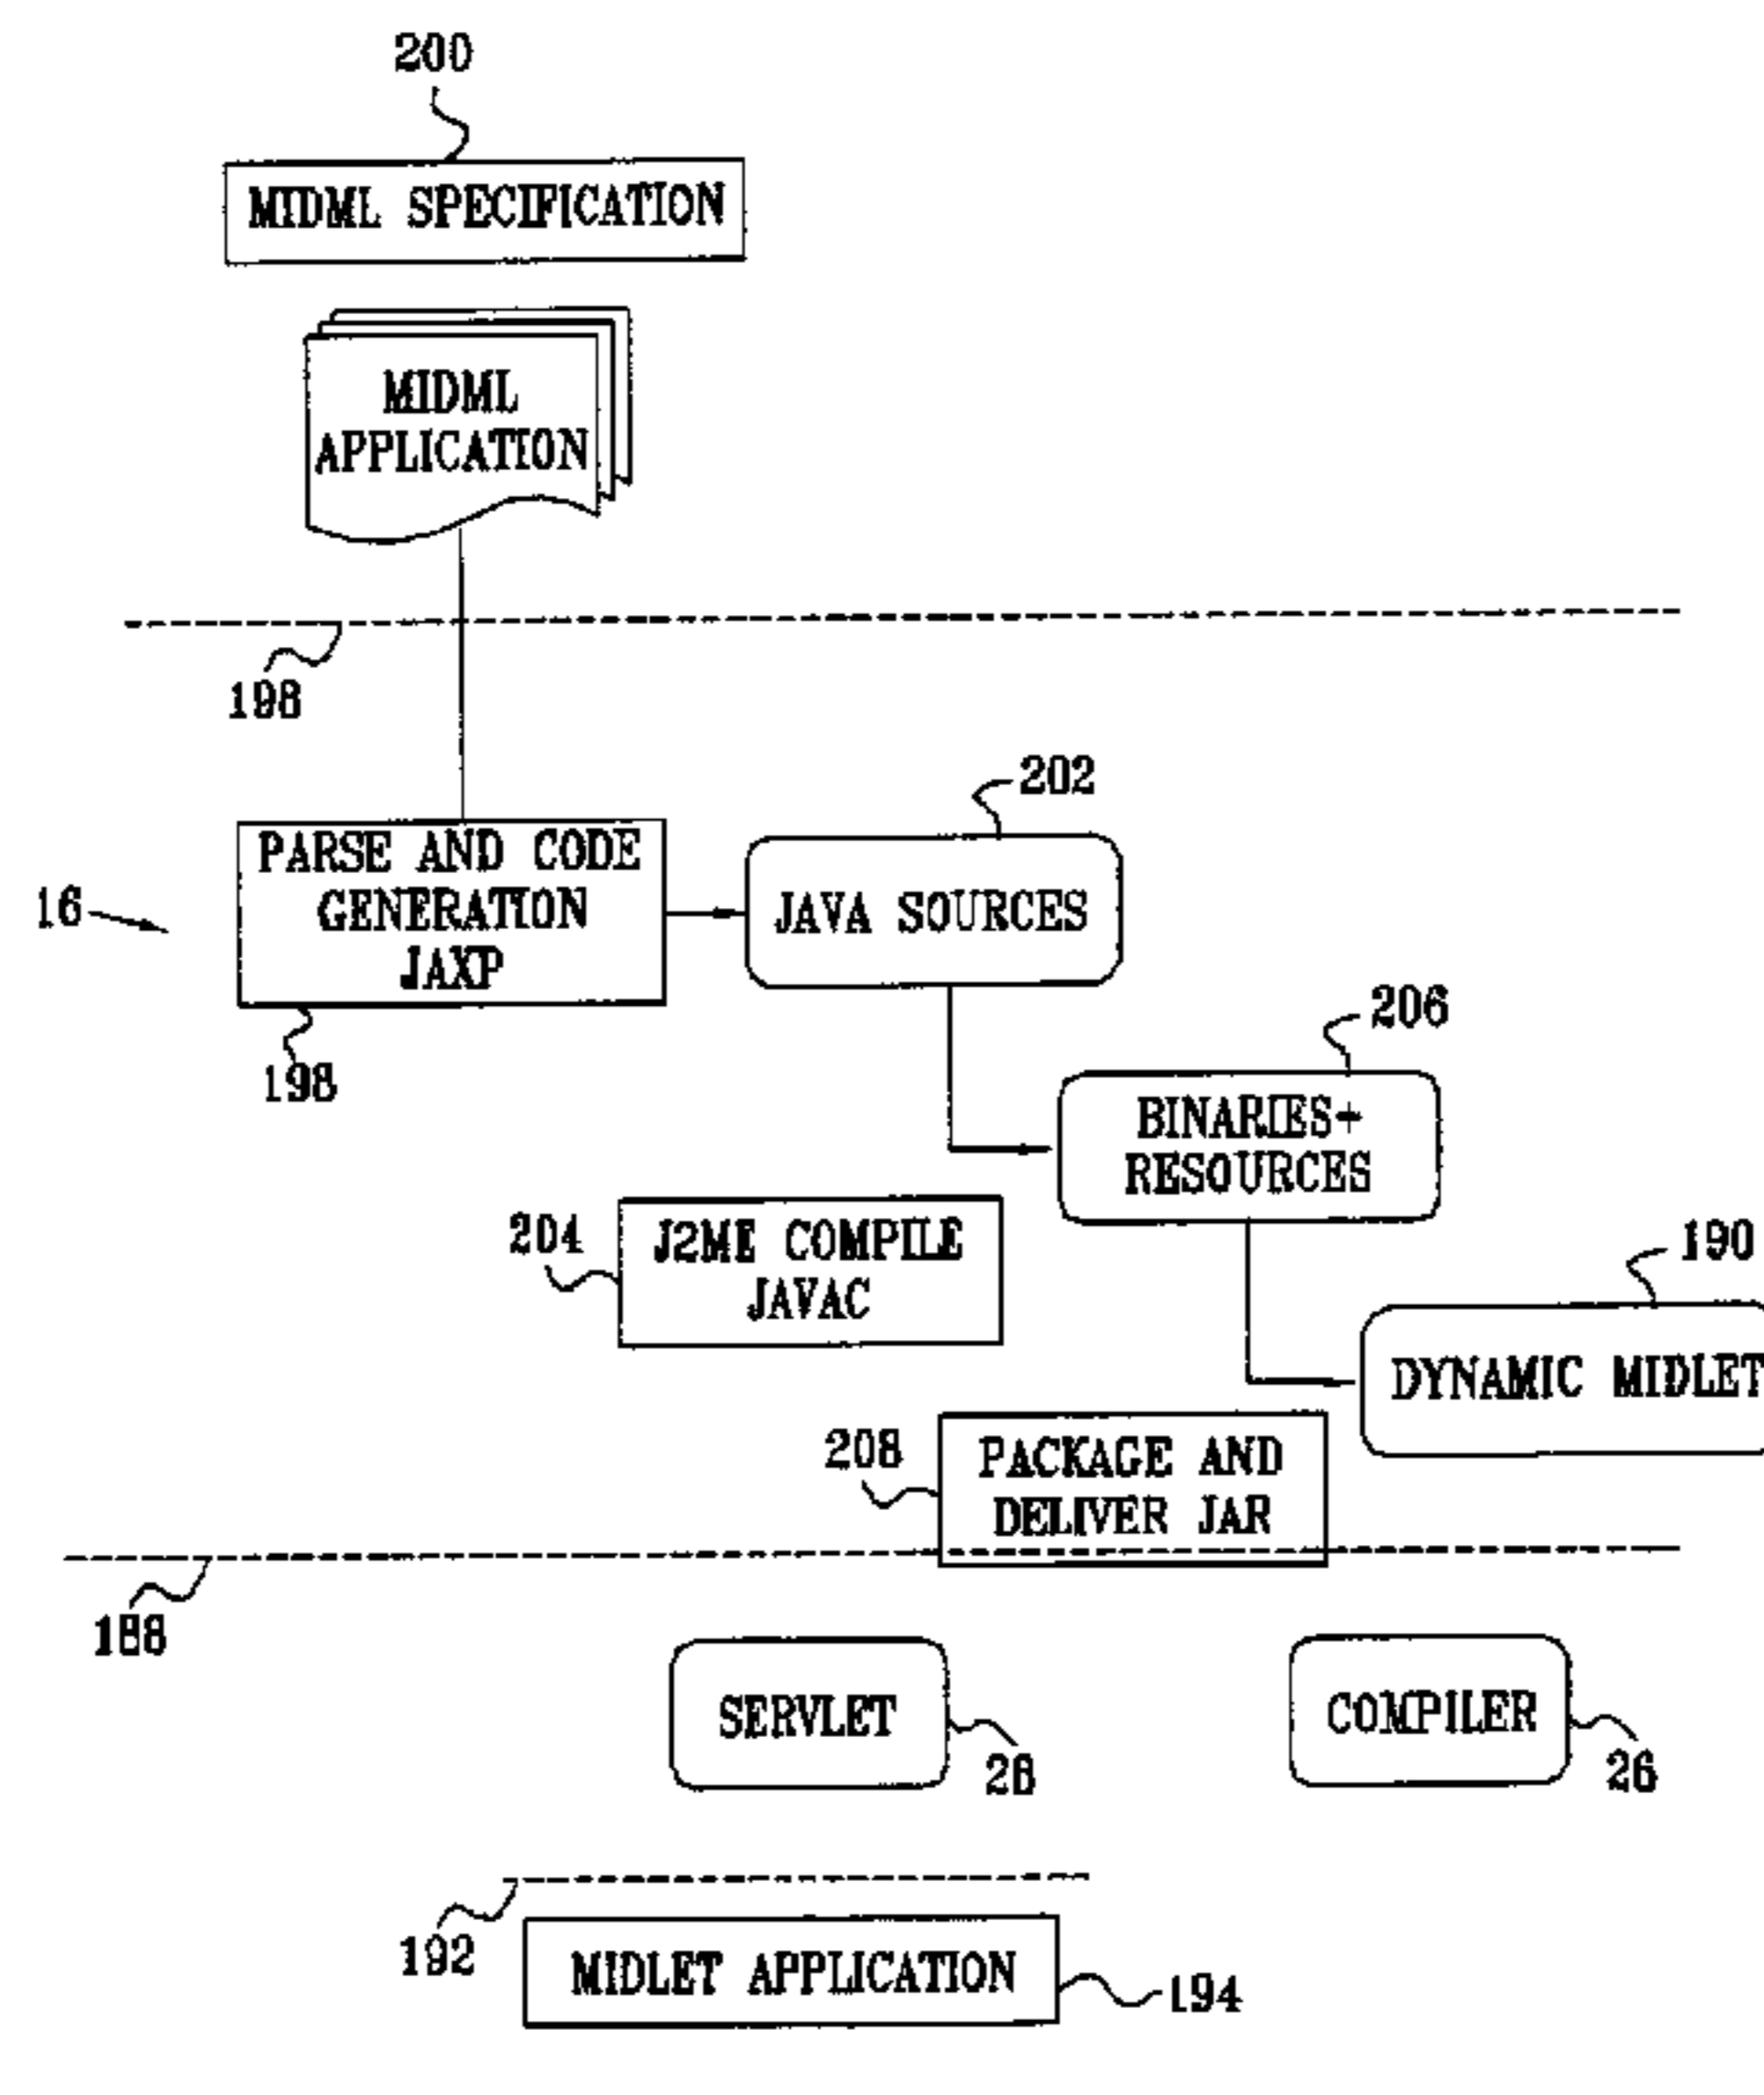 200
MIDML SPECIFICATION
MIDML
APPLICATION
198
202
PARSE AND CODE
GENERATION
JAXP
JAVA SOURCES
16
198
206
BINARIES+
RESOURCES
204
J2ME COMPILE
JAVAC
190
DYNAMIC MIDLET
208
PACKAGE AND
DELIVER JAR
188
SERVLET
28
COMPILER
26
192
MIDLET APPLICATION
194